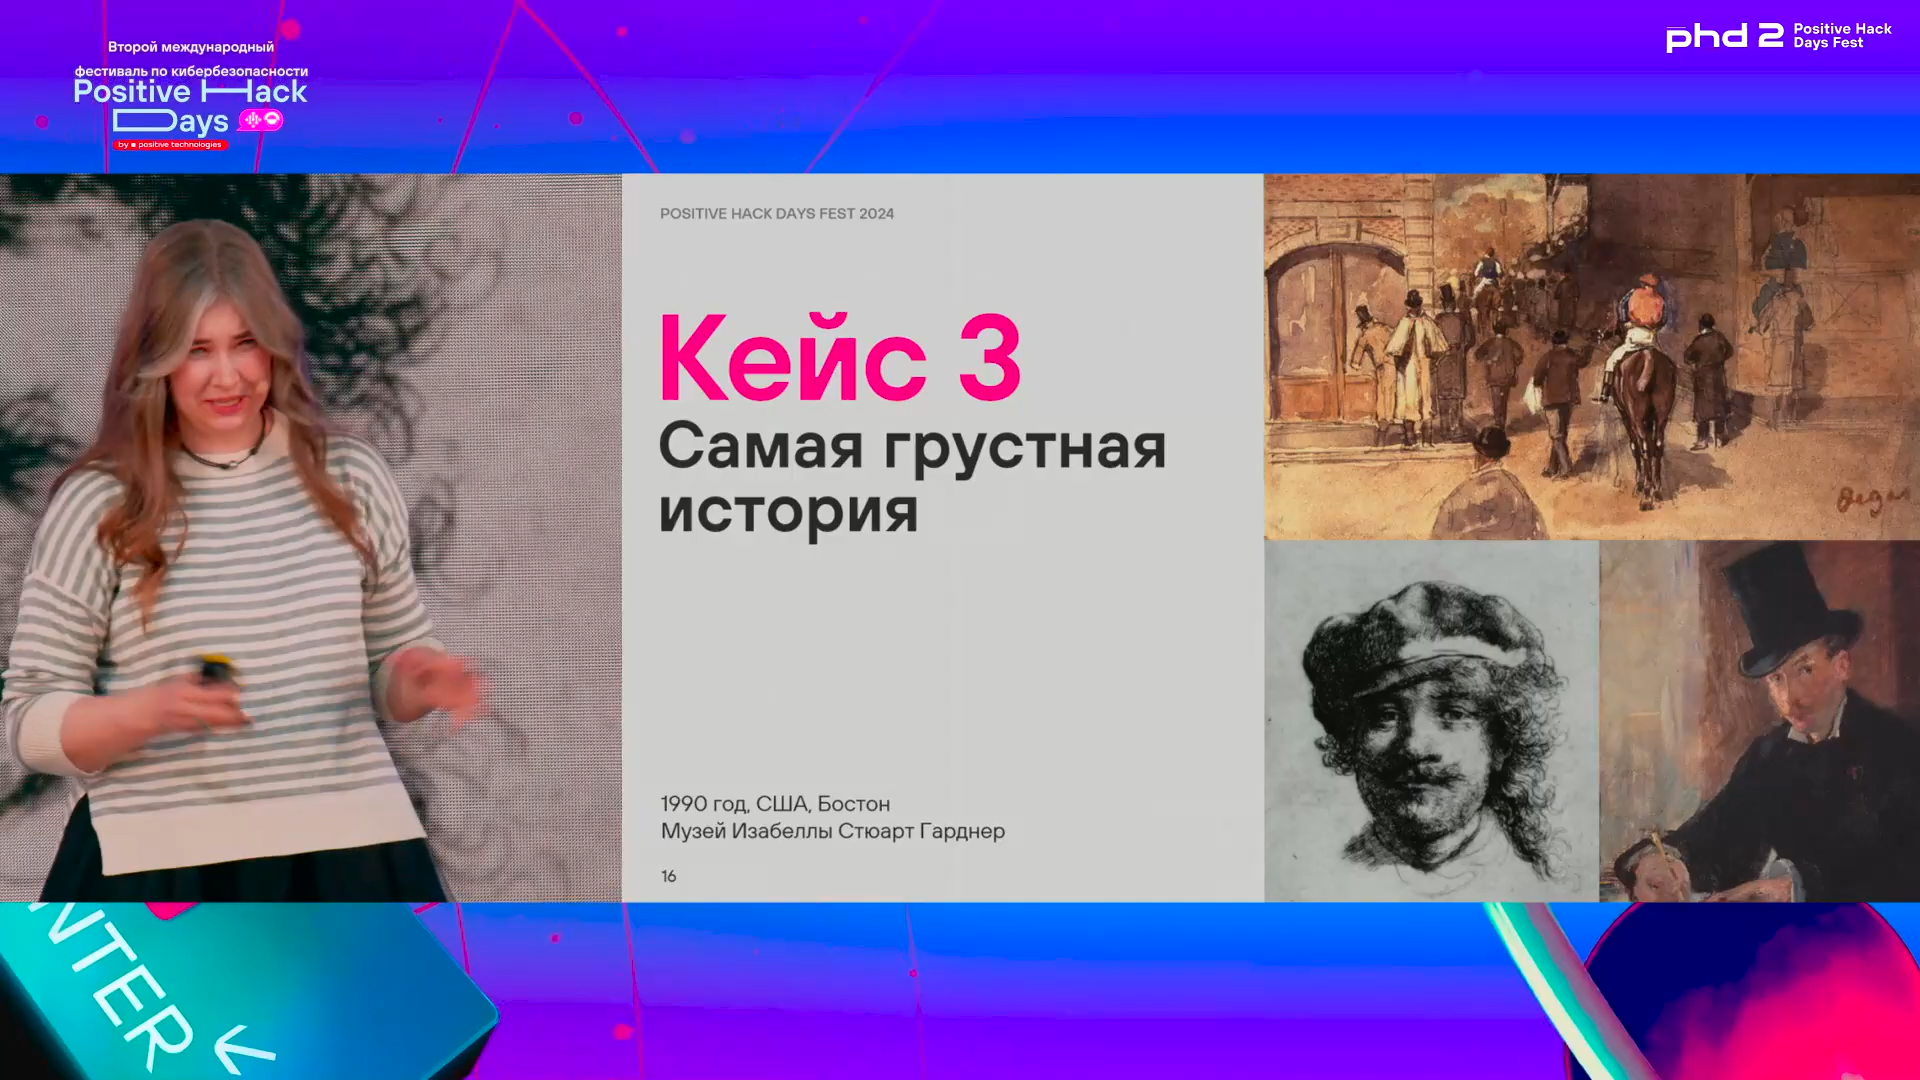 Второй международный
фестиваль по кибербезопасности
Positive Hack
Days
by positive technologies
phd 2 Positive Hack
Days Fest
POSITIVE HACK DAYS FEST 2024
Кейс 3
Самая грустная
история
1990 год, США, Бостон
Музей Изабеллы Стюарт Гарднер
16
Degas
NTER